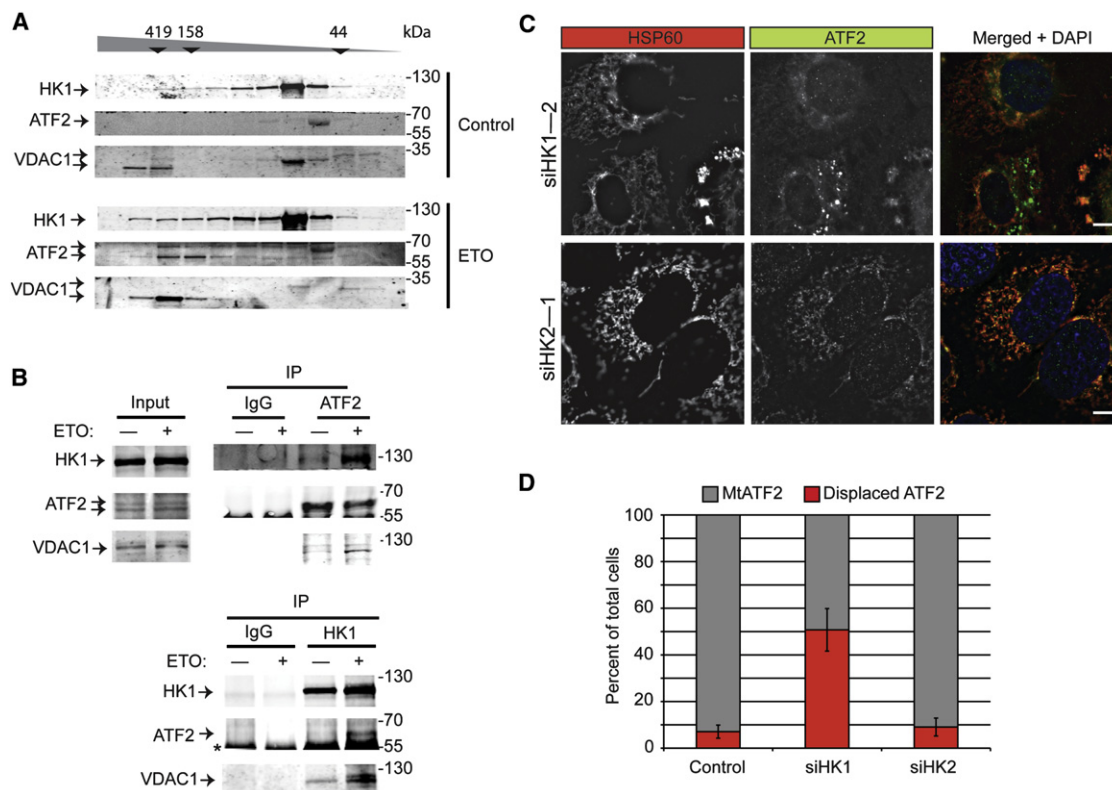 A
419 158 44 kDa
HK1
-130
ATF2
-70
-55
VDAC1
-35
Control
HK1
-130
ATF2
-70
-55
VDAC1
-35
ETO
B
IP
Input IgG ATF2
ETO: — + — + — +
HK1
-130
ATF2
-70
-55
VDAC1
-130
IP
IgG HK1
ETO: — + — +
HK1
-130
ATF2
-70
*
-55
VDAC1
-130
C
HSP60 ATF2 Merged + DAPI
siHK1—2
siHK2—1
D
MtATF2 Displaced ATF2
Percent of total cells
100
80
60
40
20
0
Control siHK1 siHK2